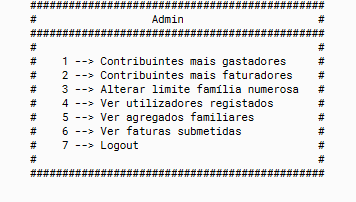 #############################################
#                  Admin                    #
#############################################
#                                           #
#    1 --> Contribuintes mais gastadores    #
#    2 --> Contribuintes mais faturadores   #
#    3 --> Alterar limite família numerosa  #
#    4 --> Ver utilizadores registados      #
#    5 --> Ver agregados familiares         #
#    6 --> Ver faturas submetidas           #
#    7 --> Logout                           #
#                                           #
#############################################